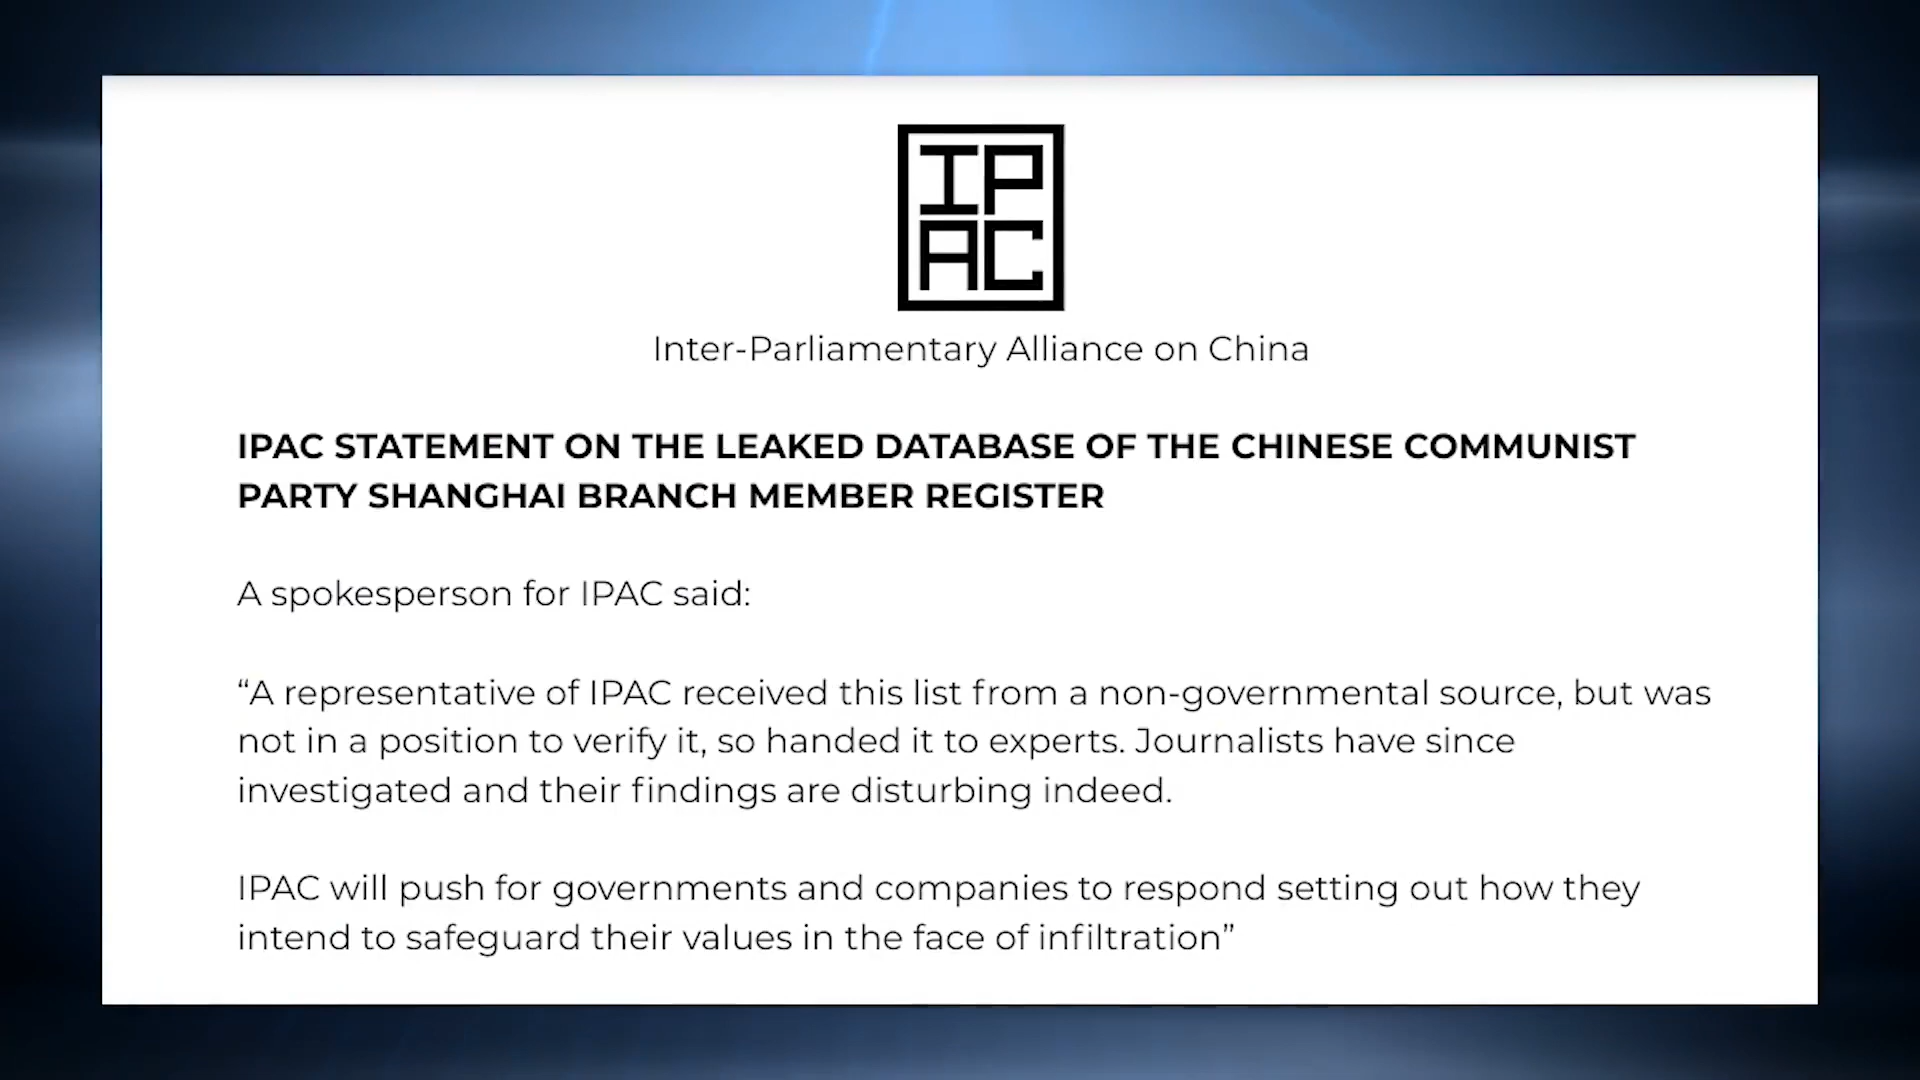 IP
AC
Inter-Parliamentary Alliance on China
IPAC STATEMENT ON THE LEAKED DATABASE OF THE CHINESE COMMUNIST
PARTY SHANGHAI BRANCH MEMBER REGISTER
A spokesperson for IPAC said:
“A representative of IPAC received this list from a non-governmental source, but was
not in a position to verify it, so handed it to experts. Journalists have since
investigated and their findings are disturbing indeed.
IPAC will push for governments and companies to respond setting out how they
intend to safeguard their values in the face of infiltration”